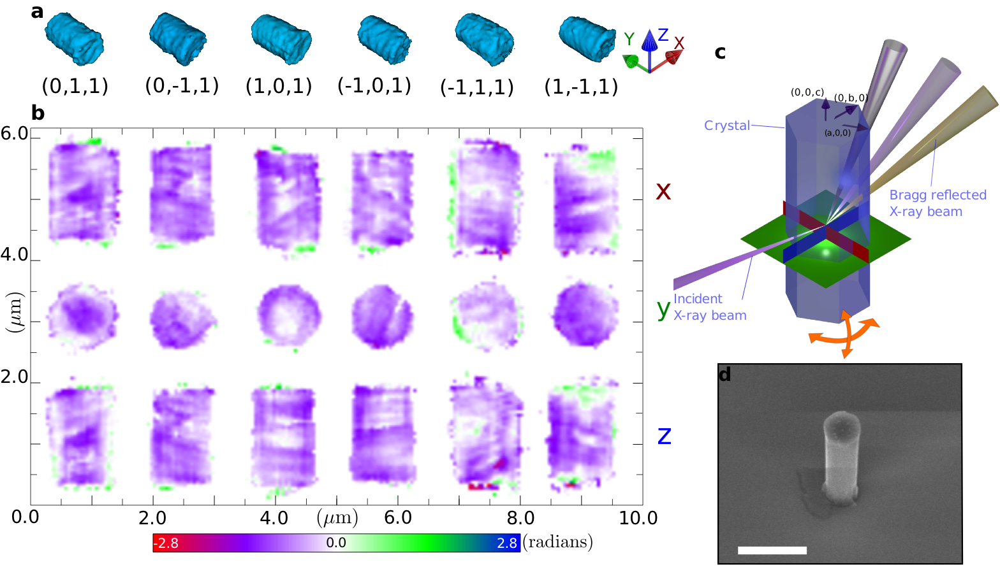 a
(0,1,1) (0,-1,1) (1,0,1) (-1,0,1) (-1,1,1) (1,-1,1)
Y Z X
b
6.0
4.0
2.0
(μm)
0.0 2.0 4.0 (μm) 6.0 8.0 10.0
-2.8 0.0 2.8 (radians)
x
y
z
c
(0,0,c) (0,b,0)
(a,0,0)
Crystal
Bragg reflected
X-ray beam
Incident
X-ray beam
d